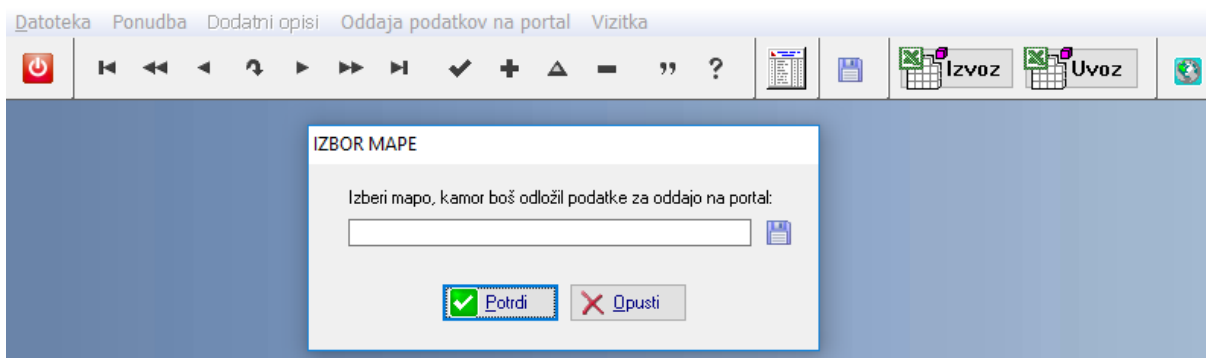 Datoteka Ponudba Dodatni opisi Oddaja podatkov na portal Vizitka
Izvoz Uvoz
IZBOR MAPE
Izberi mapo, kamor boš odložil podatke za oddajo na portal:
Potrdi Opusti